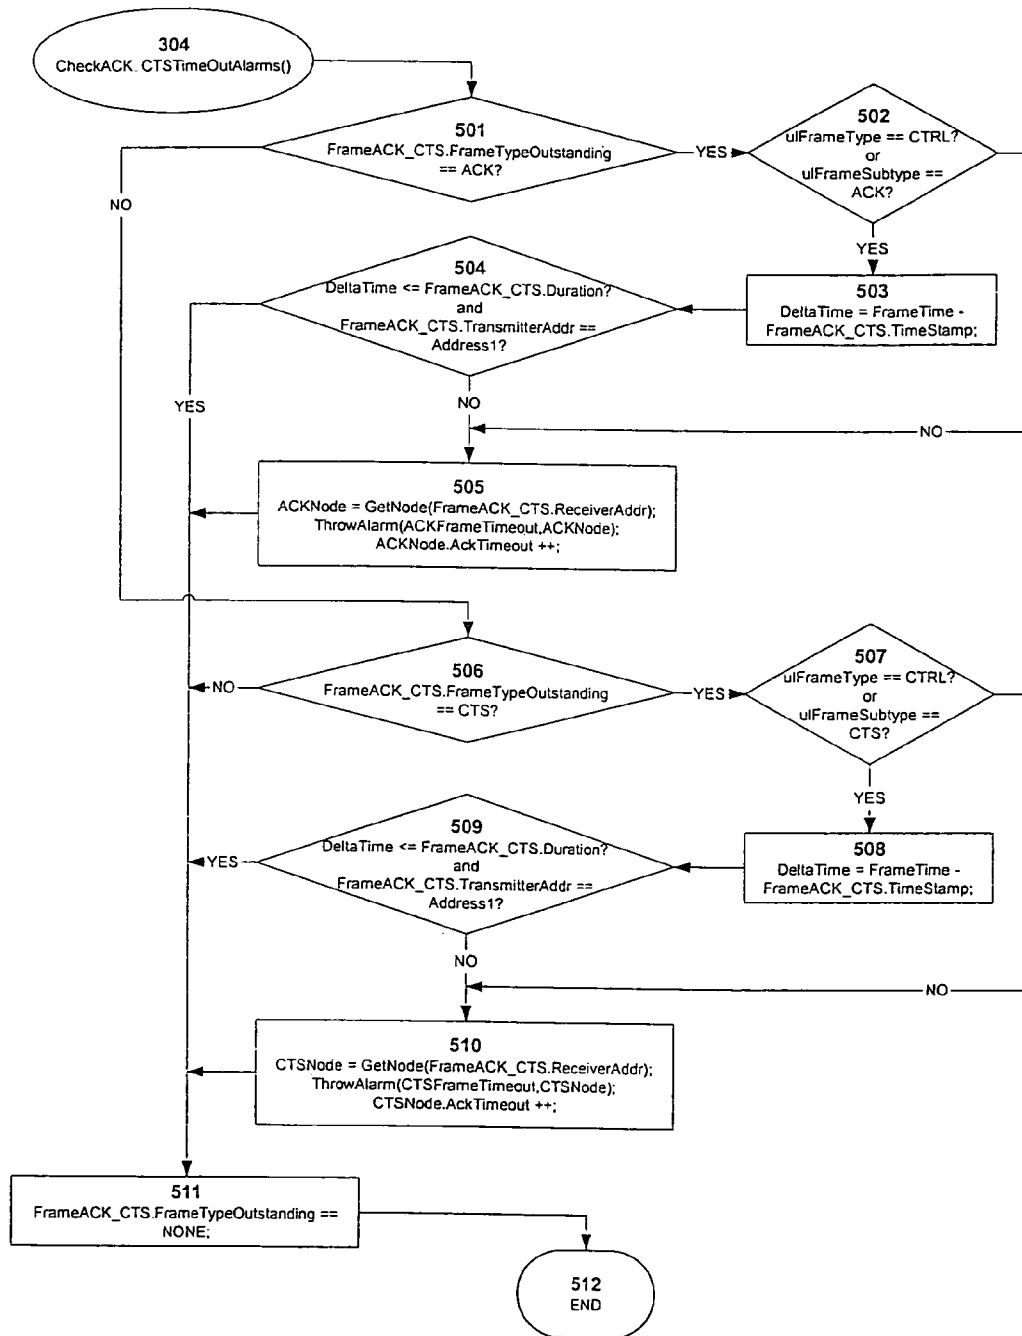 304
CheckACK_CTSTimeOutAlarms()
501
FrameACK_CTS.FrameTypeOutstanding
== ACK?
YES
502
ulFrameType == CTRL?
or
ulFrameSubtype ==
ACK?
NO
YES
503
DeltaTime = FrameTime -
FrameACK_CTS.TimeStamp;
504
DeltaTime <= FrameACK_CTS.Duration?
and
FrameACK_CTS.TransmitterAddr ==
Address1?
YES
NO
NO
505
ACKNode = GetNode(FrameACK_CTS.ReceiverAddr);
ThrowAlarm(ACKFrameTimeout,ACKNode);
ACKNode.AckTimeout ++;
506
FrameACK_CTS.FrameTypeOutstanding
== CTS?
NO
YES
507
ulFrameType == CTRL?
or
ulFrameSubtype ==
CTS?
YES
508
DeltaTime = FrameTime -
FrameACK_CTS.TimeStamp;
509
DeltaTime <= FrameACK_CTS.Duration?
and
FrameACK_CTS.TransmitterAddr ==
Address1?
YES
NO
NO
510
CTSNode = GetNode(FrameACK_CTS.ReceiverAddr);
ThrowAlarm(CTSFrameTimeout,CTSNode);
CTSNode.AckTimeout ++;
511
FrameACK_CTS.FrameTypeOutstanding ==
NONE;
512
END